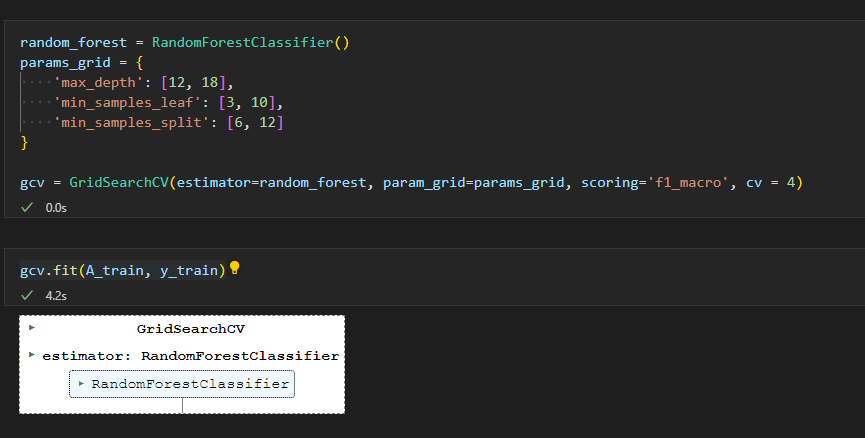 random_forest = RandomForestClassifier()
params_grid = {
    'max_depth': [12, 18],
    'min_samples_leaf': [3, 10],
    'min_samples_split': [6, 12]
}
gcv = GridSearchCV(estimator=random_forest, param_grid=params_grid, scoring='f1_macro', cv = 4)
0.0s
gcv.fit(A_train, y_train)
4.2s
GridSearchCV
estimator: RandomForestClassifier
RandomForestClassifier